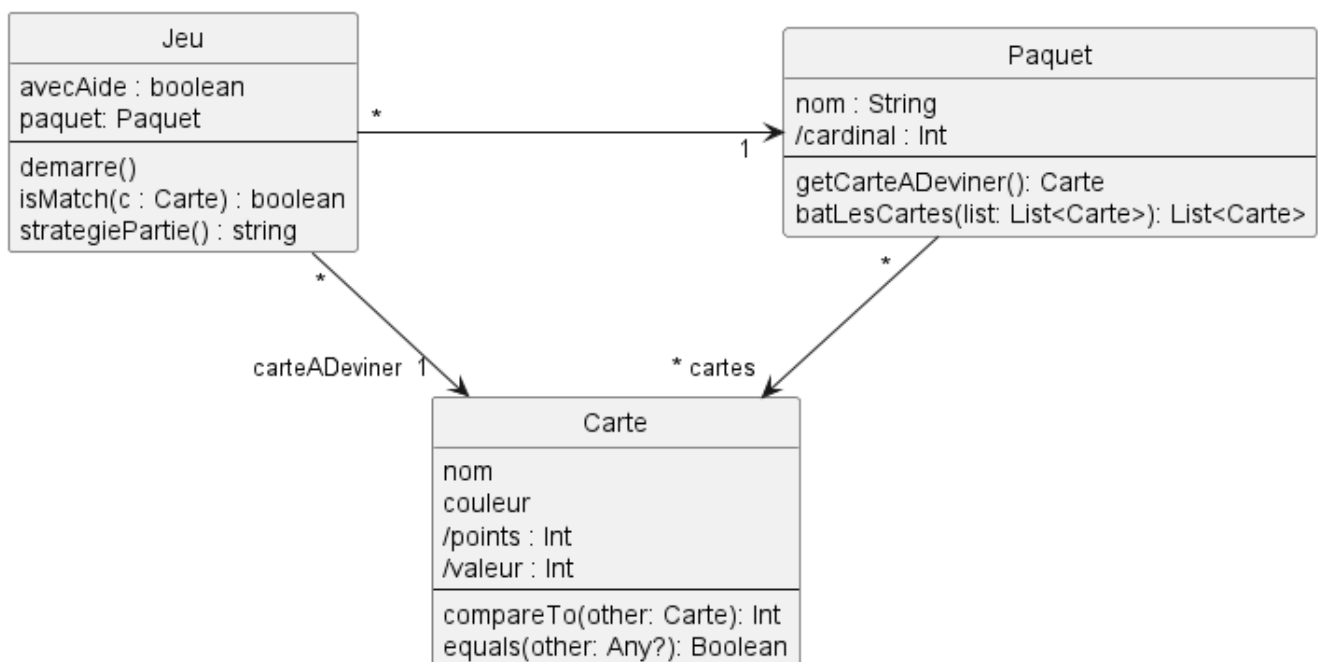 Jeu
avecAide : boolean
paquet: Paquet
demarre()
isMatch(c : Carte) : boolean
strategiePartie() : string
*
1
Paquet
nom : String
/cardinal : Int
getCarteADeviner(): Carte
batLesCartes(list: List<Carte>): List<Carte>
*
*
carteADeviner 1
* cartes
Carte
nom
couleur
/points : Int
/valeur : Int
compareTo(other: Carte): Int
equals(other: Any?): Boolean